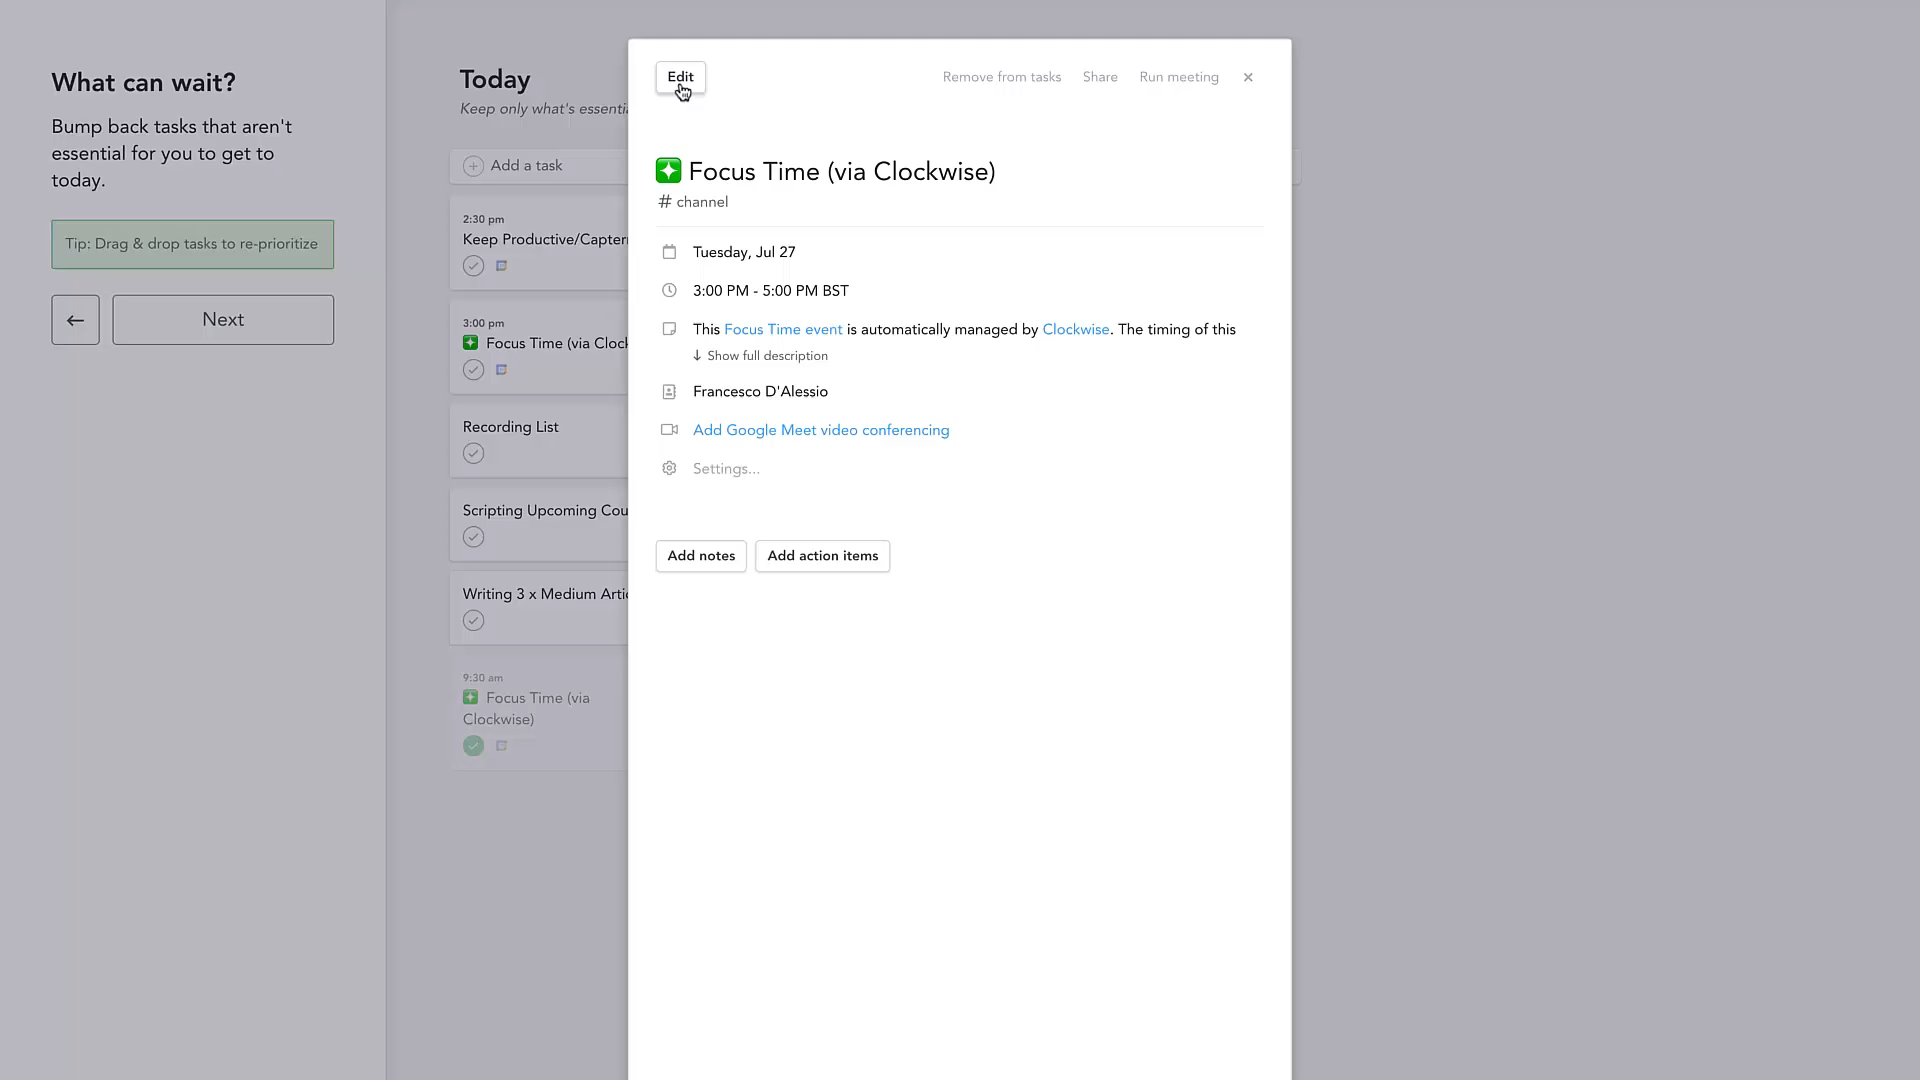 What can wait?
Bump back tasks that aren't
essential for you to get to
today.
Tip: Drag & drop tasks to re-prioritize
Next
Today
Keep only what's essentia
Add a task
2:30 pm
Keep Productive/Capterr
3:00 pm
Focus Time (via Clock
Recording List
Scripting Upcoming Cou
Writing 3 x Medium Artic
9:30 am
Focus Time (via
Clockwise)
Edit
Remove from tasks
Share
Run meeting
Focus Time (via Clockwise)
# channel
Tuesday, Jul 27
3:00 PM - 5:00 PM BST
This Focus Time event is automatically managed by Clockwise. The timing of this
Show full description
Francesco D'Alessio
Add Google Meet video conferencing
Settings...
Add notes
Add action items